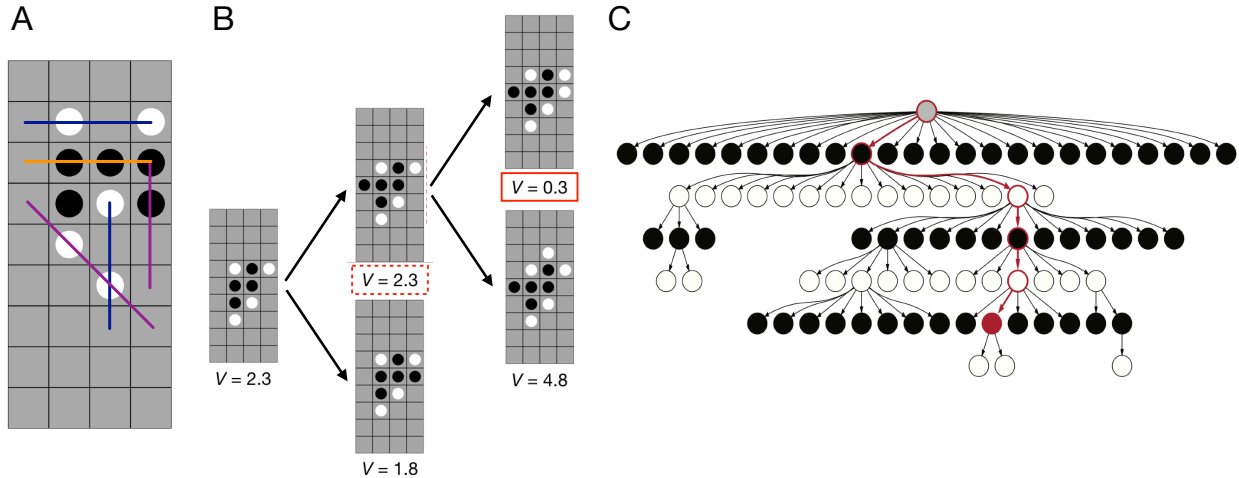 A
B
C
V = 0.3
V = 2.3
V = 2.3
V = 4.8
V = 1.8